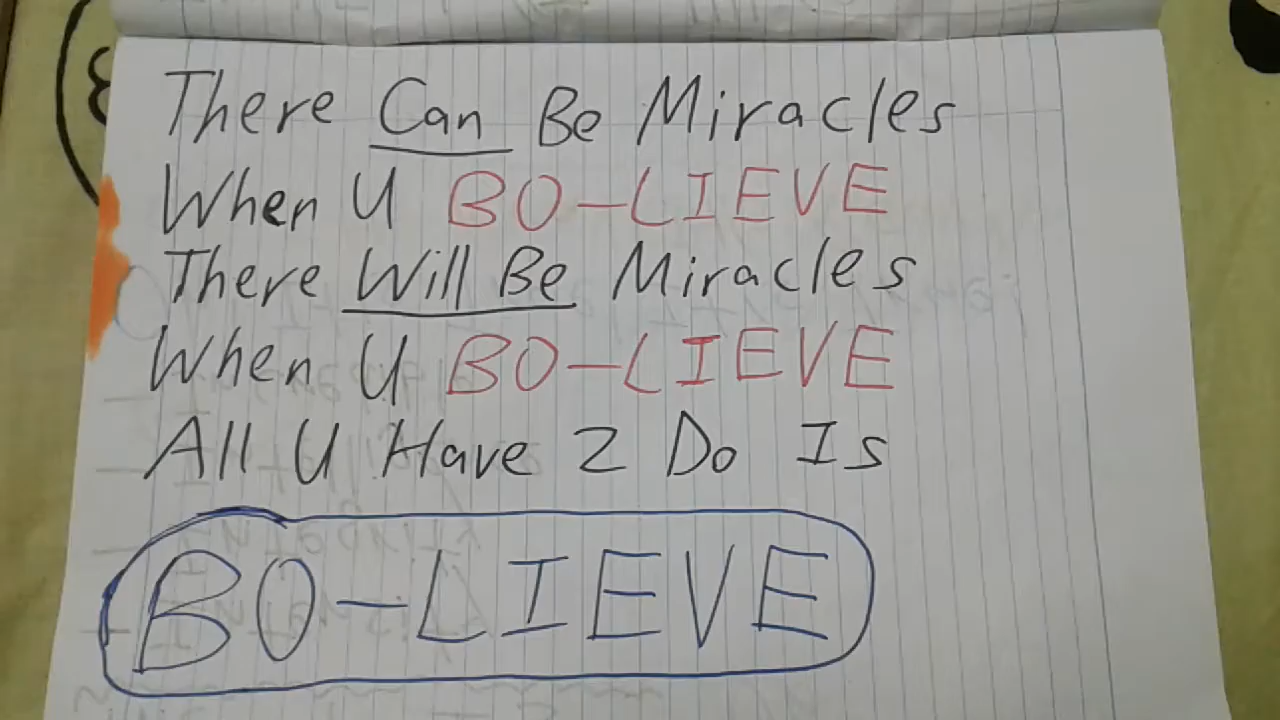 There Can Be Miracles
When U BO-LIEVE
There Will Be Miracles
When U BO-LIEVE
All U Have 2 Do Is
BO-LIEVE